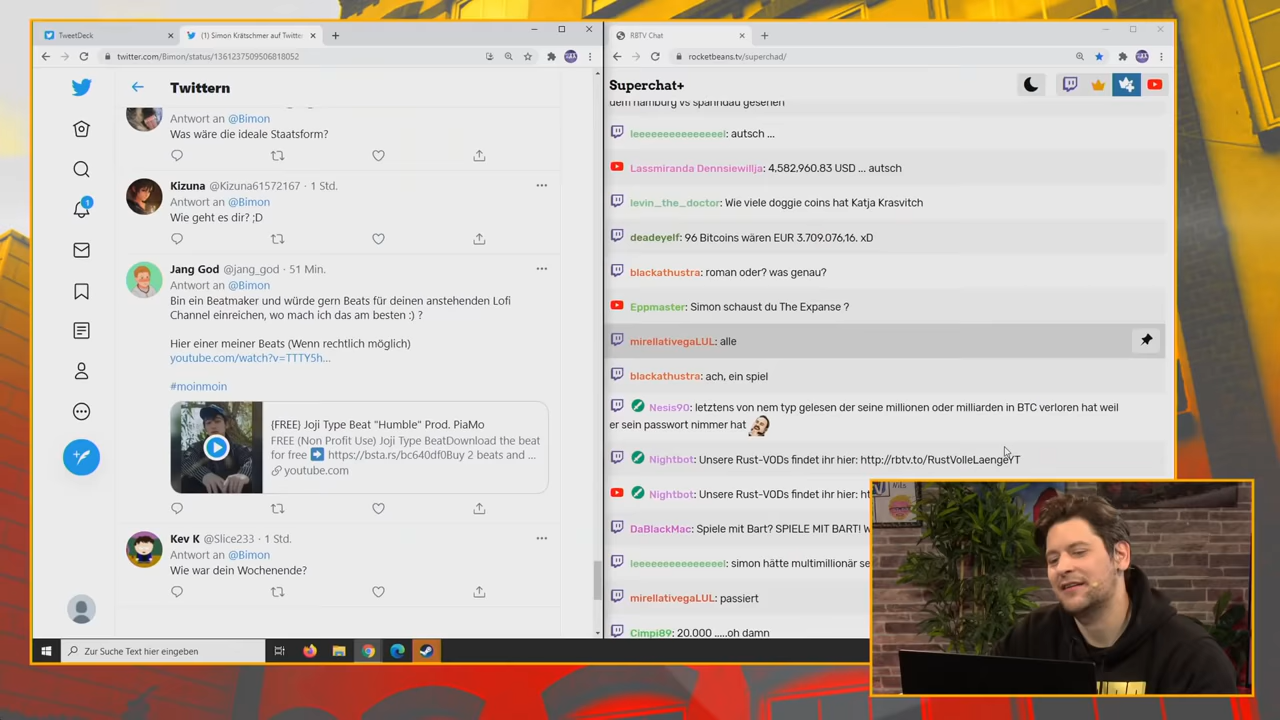 TweetDeck
(1) Simon Krätschmer auf Twitte
twitter.com/Bimon/status/1361237509506818052
Twittern
Antwort an @Bimon
Was wäre die ideale Staatsform?
Kizuna @Kizuna61572167 · 1 Std.
Antwort an @Bimon
Wie geht es dir? ;D
1
Jang God @jang_god · 51 Min.
Antwort an @Bimon
Bin ein Beatmaker und würde gern Beats für deinen anstehenden Lofi
Channel einreichen, wo mach ich das am besten :) ?
Hier einer meiner Beats (Wenn rechtlich möglich)
youtube.com/watch?v=TTTY5h...
#moinmoin
{FREE} Joji Type Beat "Humble" Prod. PiaMo
FREE (Non Profit Use) Joji Type BeatDownload the beat
for free ➡ https://bsta.rs/bc640df0Buy 2 beats and ...
youtube.com
Kev K @Slice233 · 1 Std.
Antwort an @Bimon
Wie war dein Wochenende?
Zur Suche Text hier eingeben
RBTV Chat
rocketbeans.tv/superchad/
Superchat+
dem hamburg vs spanndau gesehen
leeeeeeeeeeeeeel: autsch ...
Lassmiranda Dennsiewillja: 4,582,960.83 USD ... autsch
levin_the_doctor: Wie viele doggie coins hat Katja Krasvitch
deadeyelf: 96 Bitcoins wären EUR 3.709.076,16. xD
blackathustra: roman oder? was genau?
Eppmaster: Simon schaust du The Expanse ?
mirellativegaLUL: alle
blackathustra: ach, ein spiel
Nesis90: letztens von nem typ gelesen der seine millionen oder milliarden in BTC verloren hat weil
er sein passwort nimmer hat
Nightbot: Unsere Rust-VODs findet ihr hier: http://rbtv.to/RustVolleLaengeYT
Nightbot: Unsere Rust-VODs findet ihr hier: ht
DaBlackMac: Spiele mit Bart? SPIELE MIT BART! W
leeeeeeeeeeeeeel: simon hätte multimillionär se
mirellativegaLUL: passiert
Cimpi89: 20.000 .....oh damn